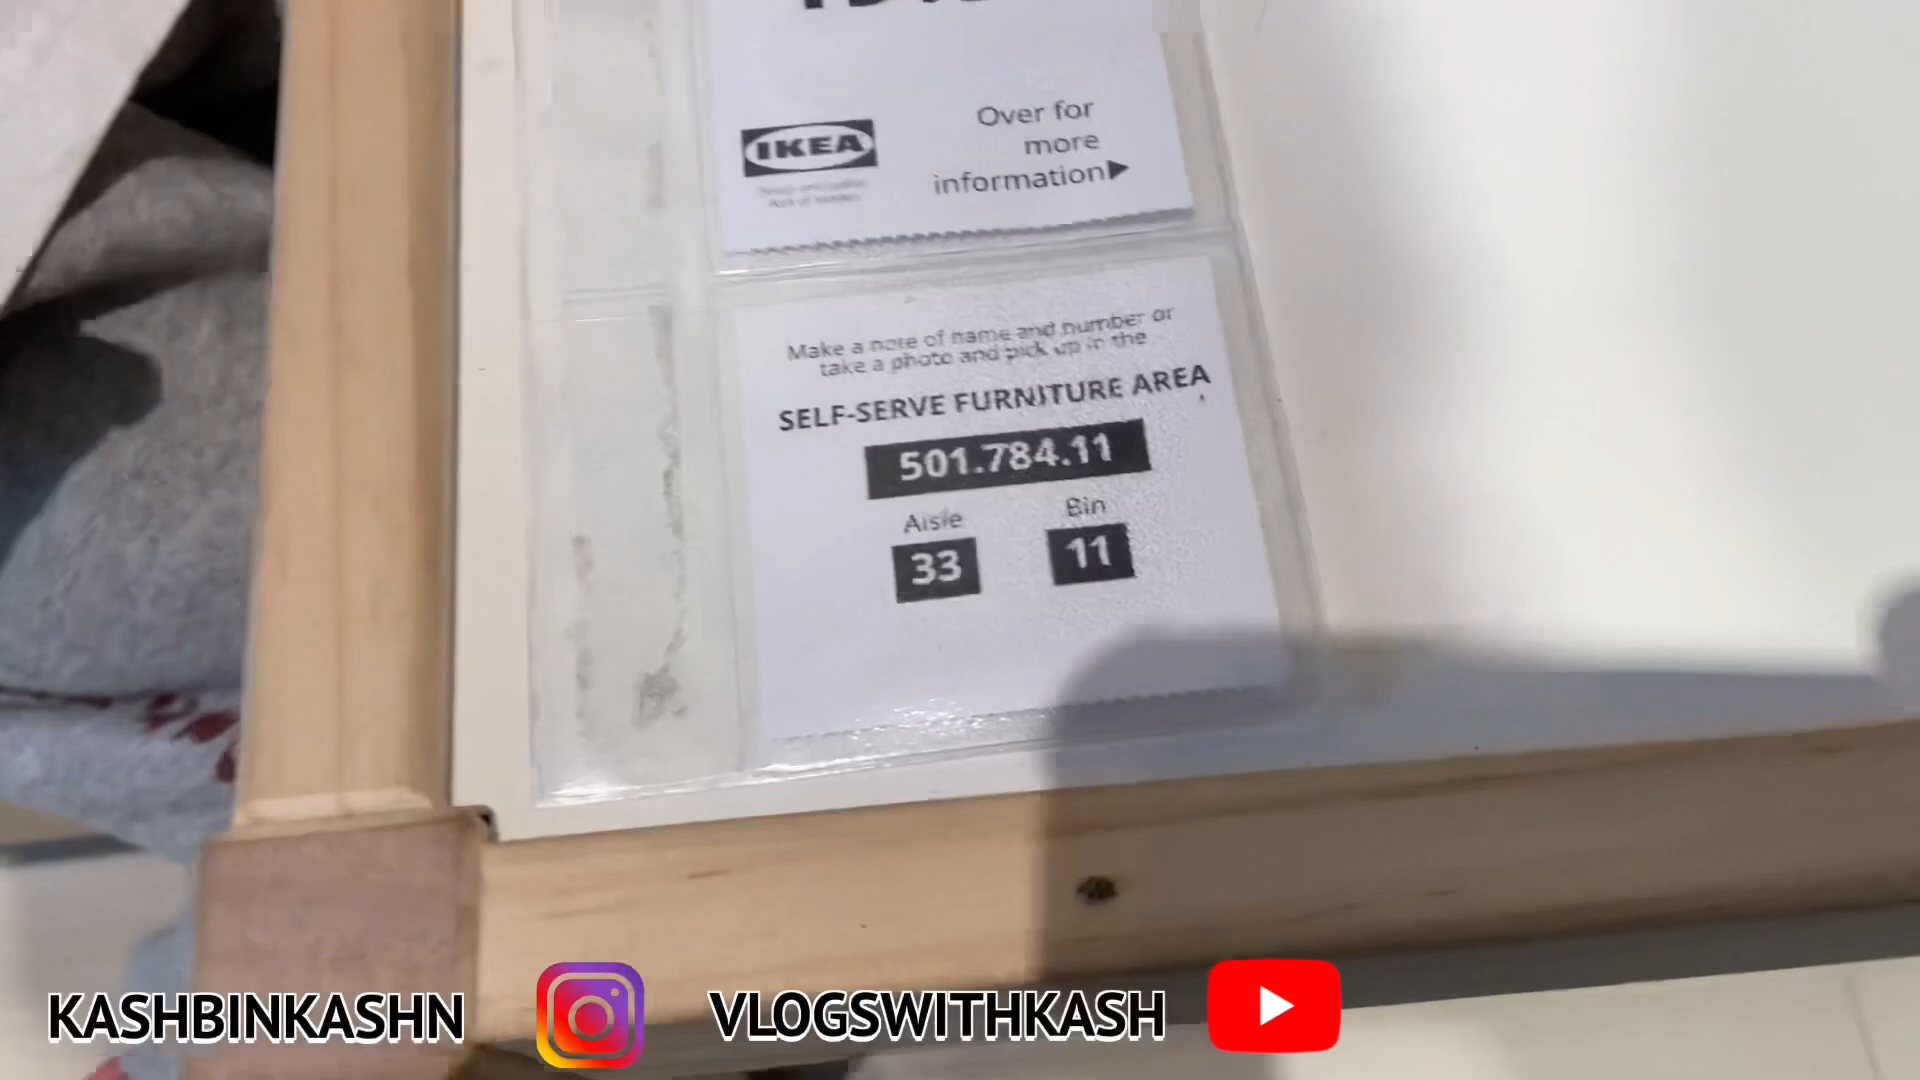 IKEA
Over for
more
information▶
Make a note of name and number or
take a photo and pick up in the
SELF-SERVE FURNITURE AREA
501.784.11
Aisle
Bin
33
11
KASHBINKASHN
VLOGSWITHKASH